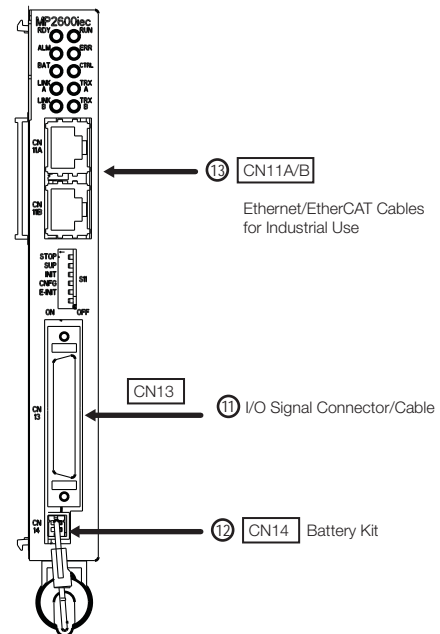 MP2600iec
RDY RUN
ALM ERR
BAT CTRL
LINK A TRX A
LINK B TRX B
CN 11A
⑬ CN11A/B
Ethernet/EtherCAT Cables
for Industrial Use
CN 11B
STOP
SUP
INIT
CNFG
E-INIT
S11
ON OFF
CN13
CN 13
⑪ I/O Signal Connector/Cable
CN 14
⑫ CN14 Battery Kit